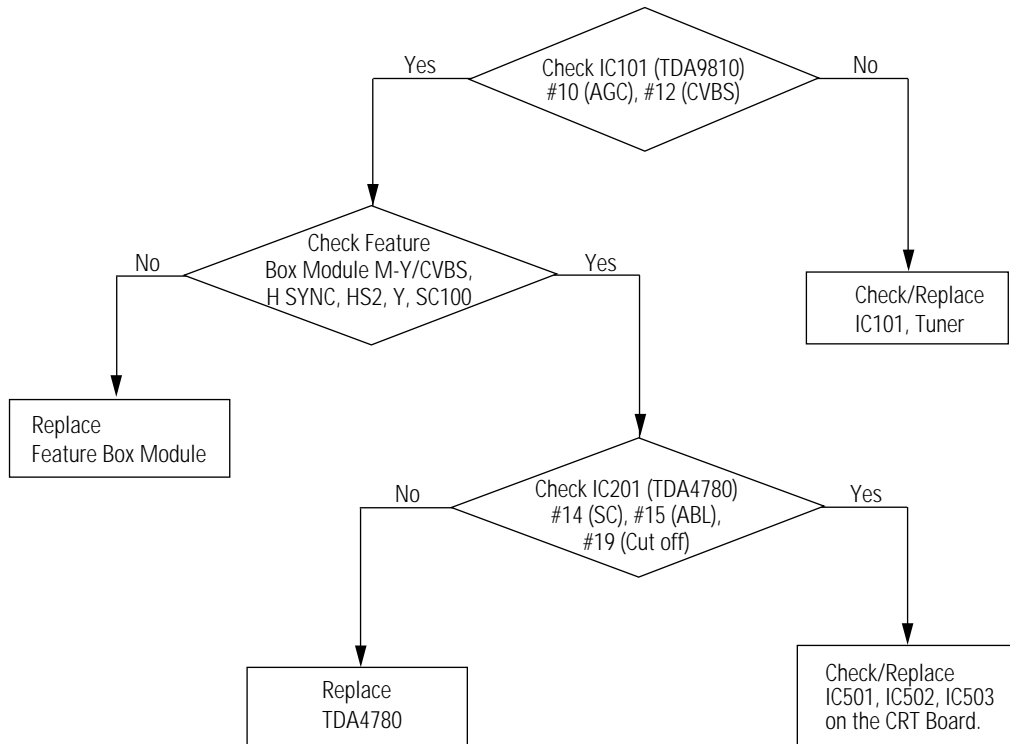 Yes
Check IC101 (TDA9810)
#10 (AGC), #12 (CVBS)
No
No
Check Feature
Box Module M-Y/CVBS,
H SYNC, HS2, Y, SC100
Yes
Check/Replace
IC101, Tuner
Replace
Feature Box Module
No
Check IC201 (TDA4780)
#14 (SC), #15 (ABL),
#19 (Cut off)
Yes
Replace
TDA4780
Check/Replace
IC501, IC502, IC503
on the CRT Board.